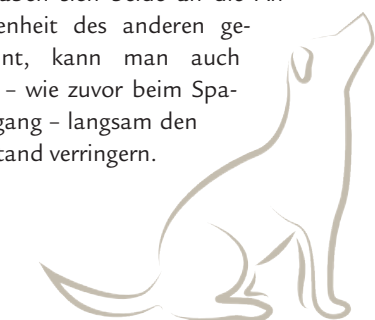 sich beide an die
enheit des anderen ge-
nt, kann man auch
– wie zuvor beim Spa-
gang – langsam den
tand verringern.